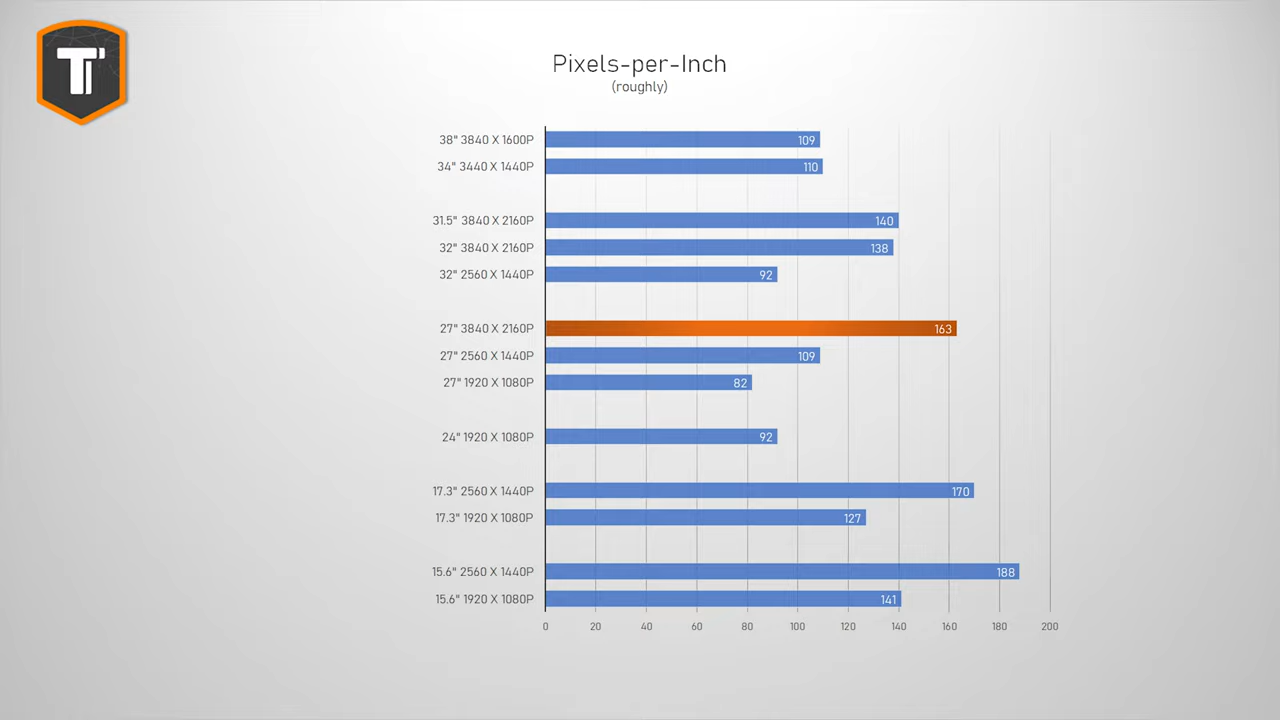 T
Pixels-per-Inch
(roughly)
38" 3840 X 1600P 109
34" 3440 X 1440P 110
31.5" 3840 X 2160P 140
32" 3840 X 2160P 138
32" 2560 X 1440P 92
27" 3840 X 2160P 163
27" 2560 X 1440P 109
27" 1920 X 1080P 82
24" 1920 X 1080P 92
17.3" 2560 X 1440P 170
17.3" 1920 X 1080P 127
15.6" 2560 X 1440P 188
15.6" 1920 X 1080P 141
0 20 40 60 80 100 120 140 160 180 200